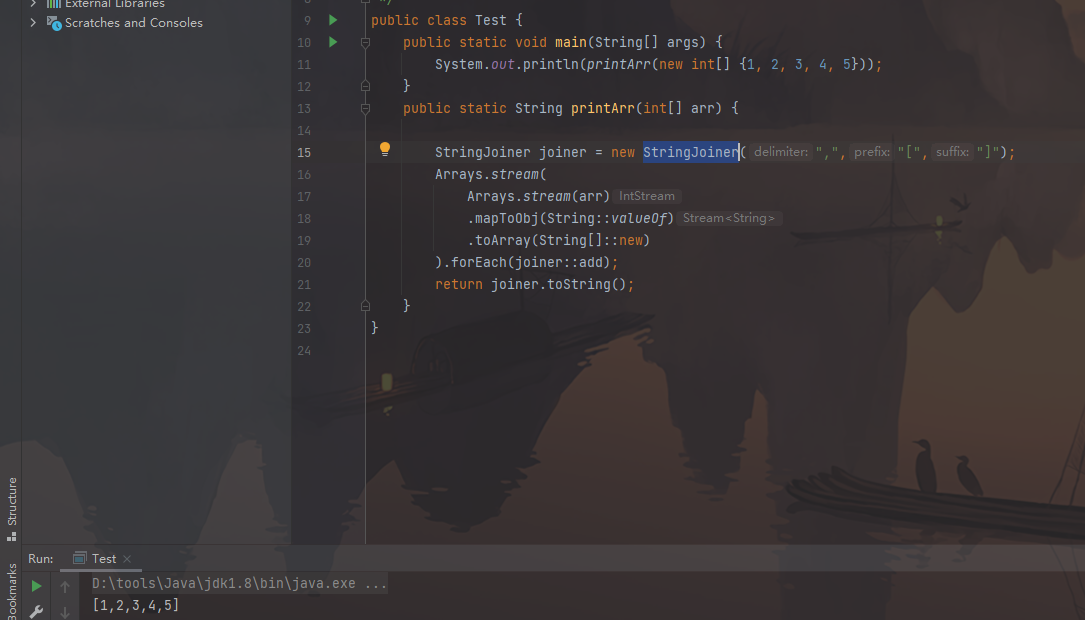 External Libraries
Scratches and Consoles
8 */
9 public class Test {
10 public static void main(String[] args) {
11 System.out.println(printArr(new int[] {1, 2, 3, 4, 5}));
12 }
13 public static String printArr(int[] arr) {
14
15 StringJoiner joiner = new StringJoiner( delimiter: ",", prefix: "[", suffix: "]");
16 Arrays.stream(
17 Arrays.stream(arr) IntStream
18 .mapToObj(String::valueOf) Stream<String>
19 .toArray(String[]::new)
20 ).forEach(joiner::add);
21 return joiner.toString();
22 }
23 }
24
Structure
Bookmarks
Run: Test
D:\tools\Java\jdk1.8\bin\java.exe ...
[1,2,3,4,5]